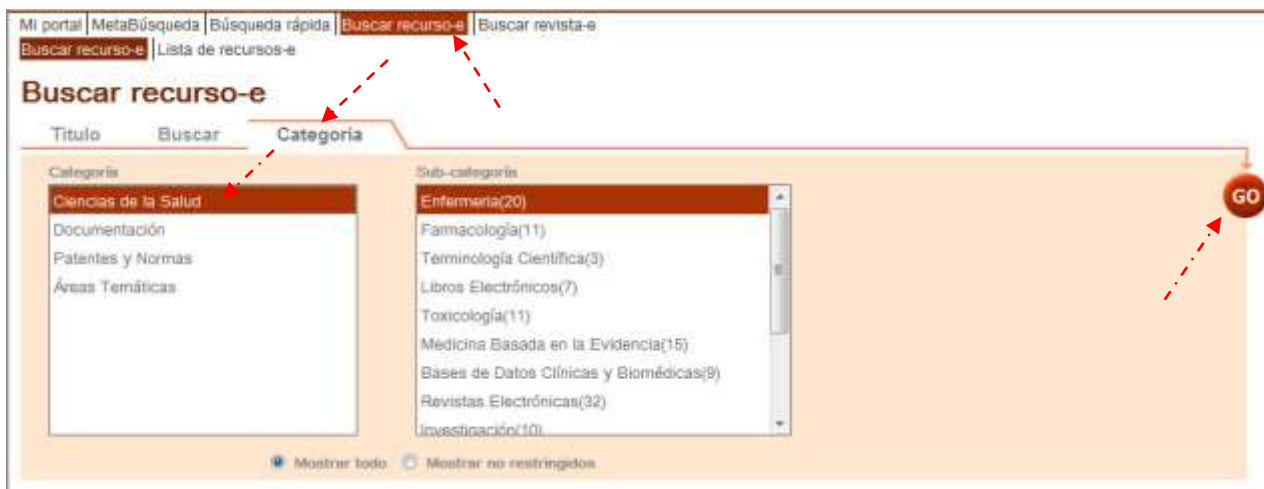 Mi portal MetaBúsqueda Búsqueda rápida Buscar recurso-e Buscar revista-e
Buscar recurso-e Lista de recursos-e
Buscar recurso-e
Titulo Buscar Categoría
Categoría
Ciencias de la Salud
Documentación
Patentes y Normas
Áreas Temáticas
Sub-categoría
Enfermería(20)
Farmacología(11)
Terminología Científica(3)
Libros Electrónicos(7)
Toxicología(11)
Medicina Basada en la Evidencia(15)
Bases de Datos Clínicas y Biomédicas(9)
Revistas Electrónicas(32)
Investigación(10)
GO
Mostrar todo Mostrar no restringidos